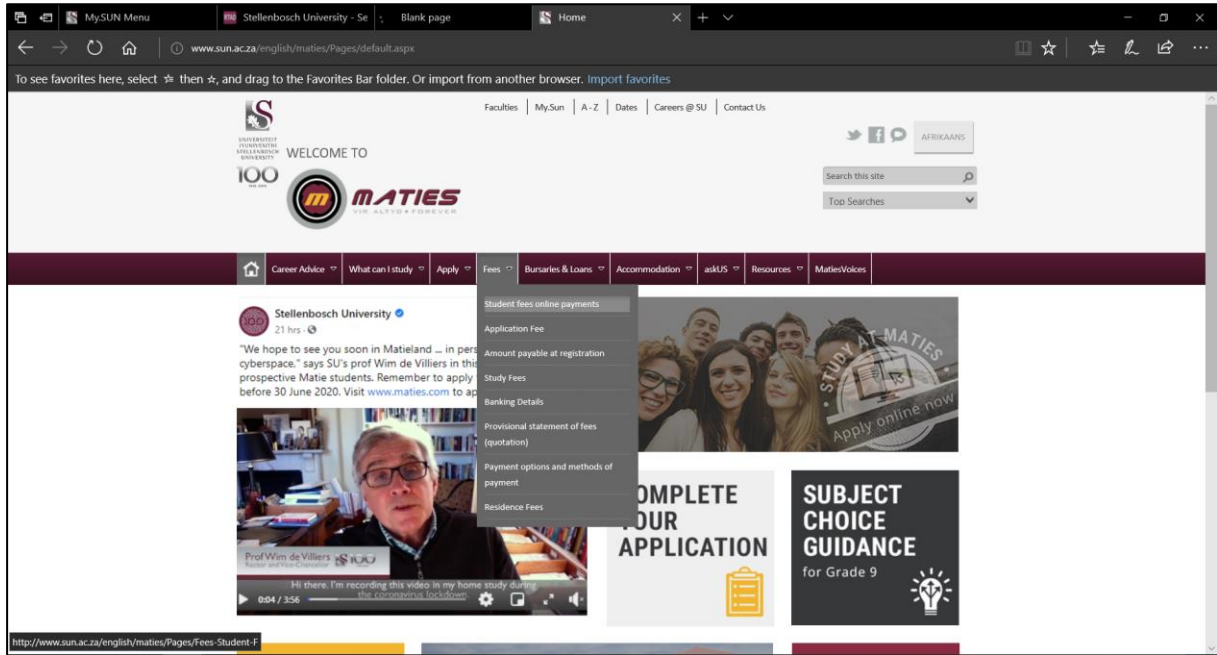 My.SUN Menu
Stellenbosch University - Se
Blank page
Home
www.sun.ac.za/english/maties/Pages/default.aspx
To see favorites here, select ☆ then ☆, and drag to the Favorites Bar folder. Or import from another browser. Import favorites
Faculties | My.Sun | A - Z | Dates | Careers @ SU | Contact Us
UNIVERSITEIT
iYUNIVESITHI
STELLENBOSCH
UNIVERSITY
100
AFRIKAANS
WELCOME TO
m MATIES
VIR ALTYD • FOREVER
Search this site
Top Searches
Career Advice
What can I study
Apply
Fees
Bursaries & Loans
Accommodation
askUS
Resources
MatiesVoices
Student fees online payments
Application Fee
Amount payable at registration
Study Fees
Banking Details
Provisional statement of fees
(quotation)
Payment options and methods of
payment
Residence Fees
Stellenbosch University
21 hrs ·
"We hope to see you soon in Matieland ... in pers
cyberspace," says SU's prof Wim de Villiers in this
prospective Matie students. Remember to apply
before 30 June 2020. Visit www.maties.com to ap
Prof Wim de Villiers
Rector and Vice-Chancellor
100
Hi there. I'm recording this video in my home study during
the coronavirus lockdown.
0:04 / 3:56
STUDY AT MATIES
Apply online now
COMPLETE
YOUR
APPLICATION
SUBJECT
CHOICE
GUIDANCE
for Grade 9
http://www.sun.ac.za/english/maties/Pages/Fees-Student-F